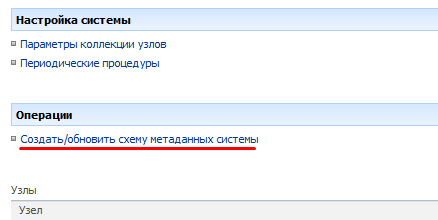 Настройка системы
Параметры коллекции узлов
Периодические процедуры
Операции
Создать/обновить схему метаданных системы
Узлы
Узел